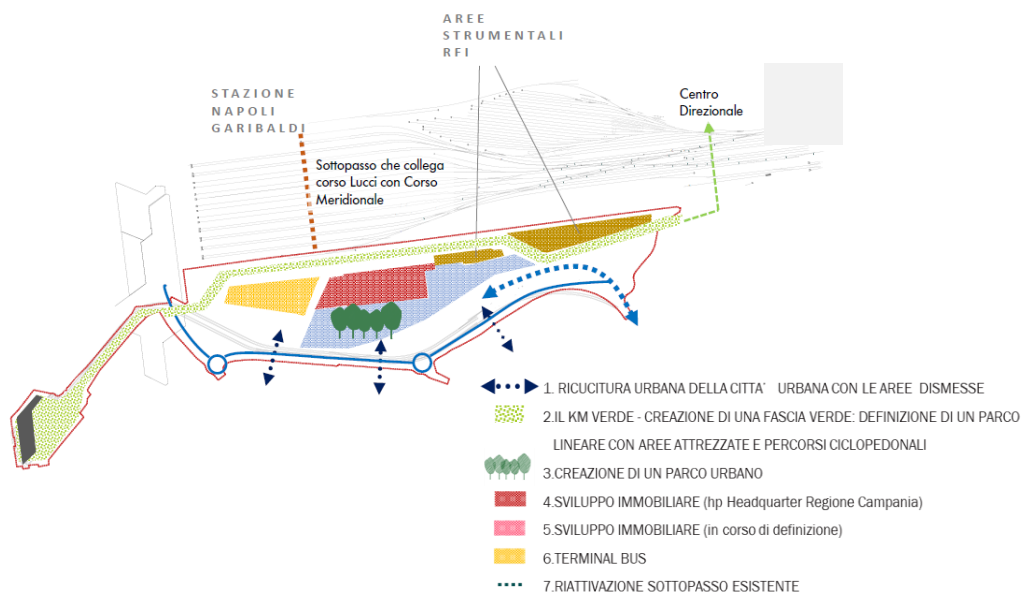 AREE
STRUMENTALI
RFI
STAZIONE
NAPOLI
GARIBALDI
Centro
Direzionale
Sottopasso che collega
corso Lucci con Corso
Meridionale
1. RICUCITURA URBANA DELLA CITTA' URBANA CON LE AREE DISMESSE
2.IL KM VERDE - CREAZIONE DI UNA FASCIA VERDE: DEFINIZIONE DI UN PARCO
LINEARE CON AREE ATTREZZATE E PERCORSI CICLOPEDONALI
3.CREAZIONE DI UN PARCO URBANO
4.SVILUPPO IMMOBILIARE (hp Headquarter Regione Campania)
5.SVILUPPO IMMOBILIARE (in corso di definizione)
6.TERMINAL BUS
7.RIATTIVAZIONE SOTTOPASSO ESISTENTE